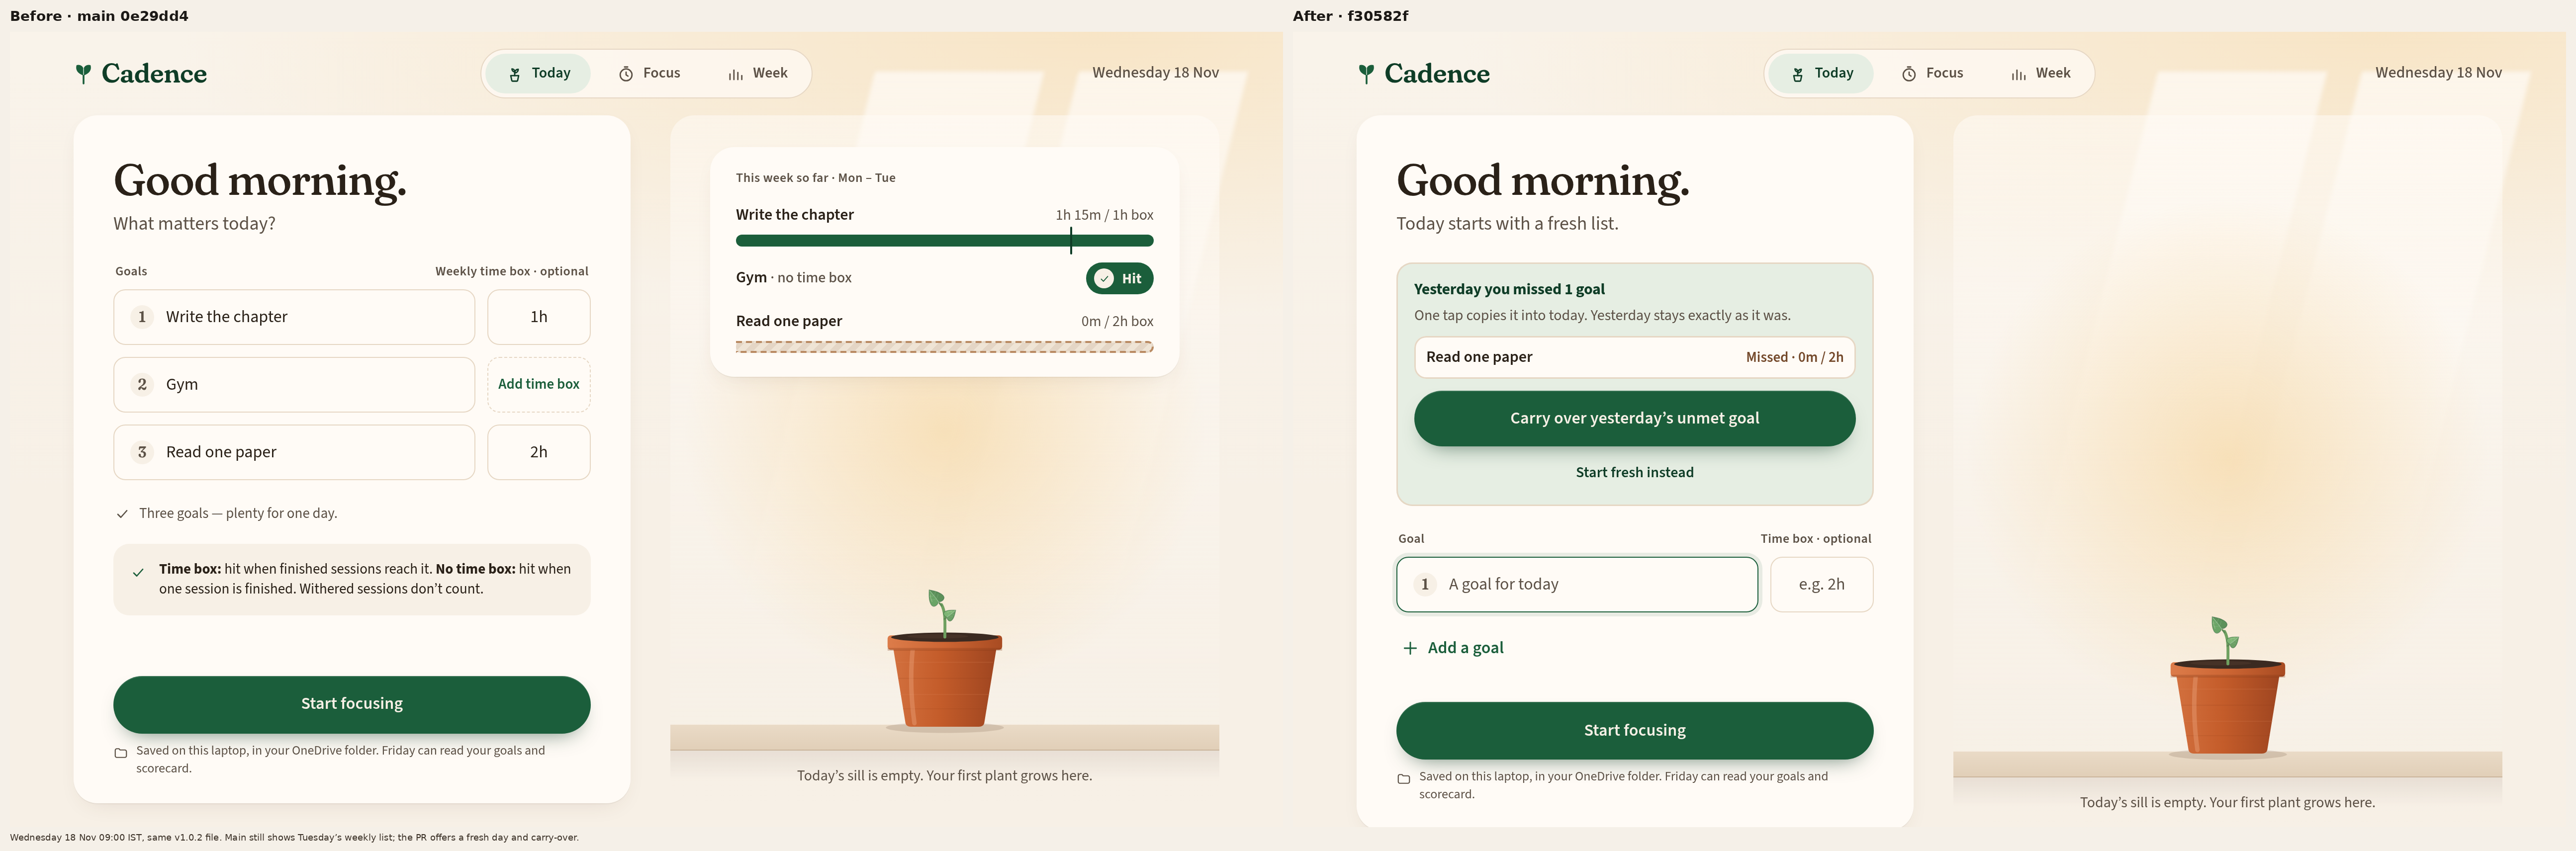 Before · main 0e29dd4
Cadence
Today
Focus
Week
Wednesday 18 Nov
Good morning.
What matters today?
Goals
Weekly time box · optional
1 Write the chapter
1h
2 Gym
Add time box
3 Read one paper
2h
Three goals — plenty for one day.
Time box: hit when finished sessions reach it. No time box: hit when
one session is finished. Withered sessions don’t count.
Start focusing
Saved on this laptop, in your OneDrive folder. Friday can read your goals and
scorecard.
This week so far · Mon – Tue
Write the chapter
1h 15m / 1h box
Gym · no time box
Hit
Read one paper
0m / 2h box
Today’s sill is empty. Your first plant grows here.
Wednesday 18 Nov 09:00 IST, same v1.0.2 file. Main still shows Tuesday’s weekly list; the PR offers a fresh day and carry-over.
After · f30582f
Cadence
Today
Focus
Week
Wednesday 18 Nov
Good morning.
Today starts with a fresh list.
Yesterday you missed 1 goal
One tap copies it into today. Yesterday stays exactly as it was.
Read one paper
Missed · 0m / 2h
Carry over yesterday’s unmet goal
Start fresh instead
Goal
Time box · optional
1 A goal for today
e.g. 2h
Add a goal
Start focusing
Saved on this laptop, in your OneDrive folder. Friday can read your goals and
scorecard.
Today’s sill is empty. Your first plant grows here.